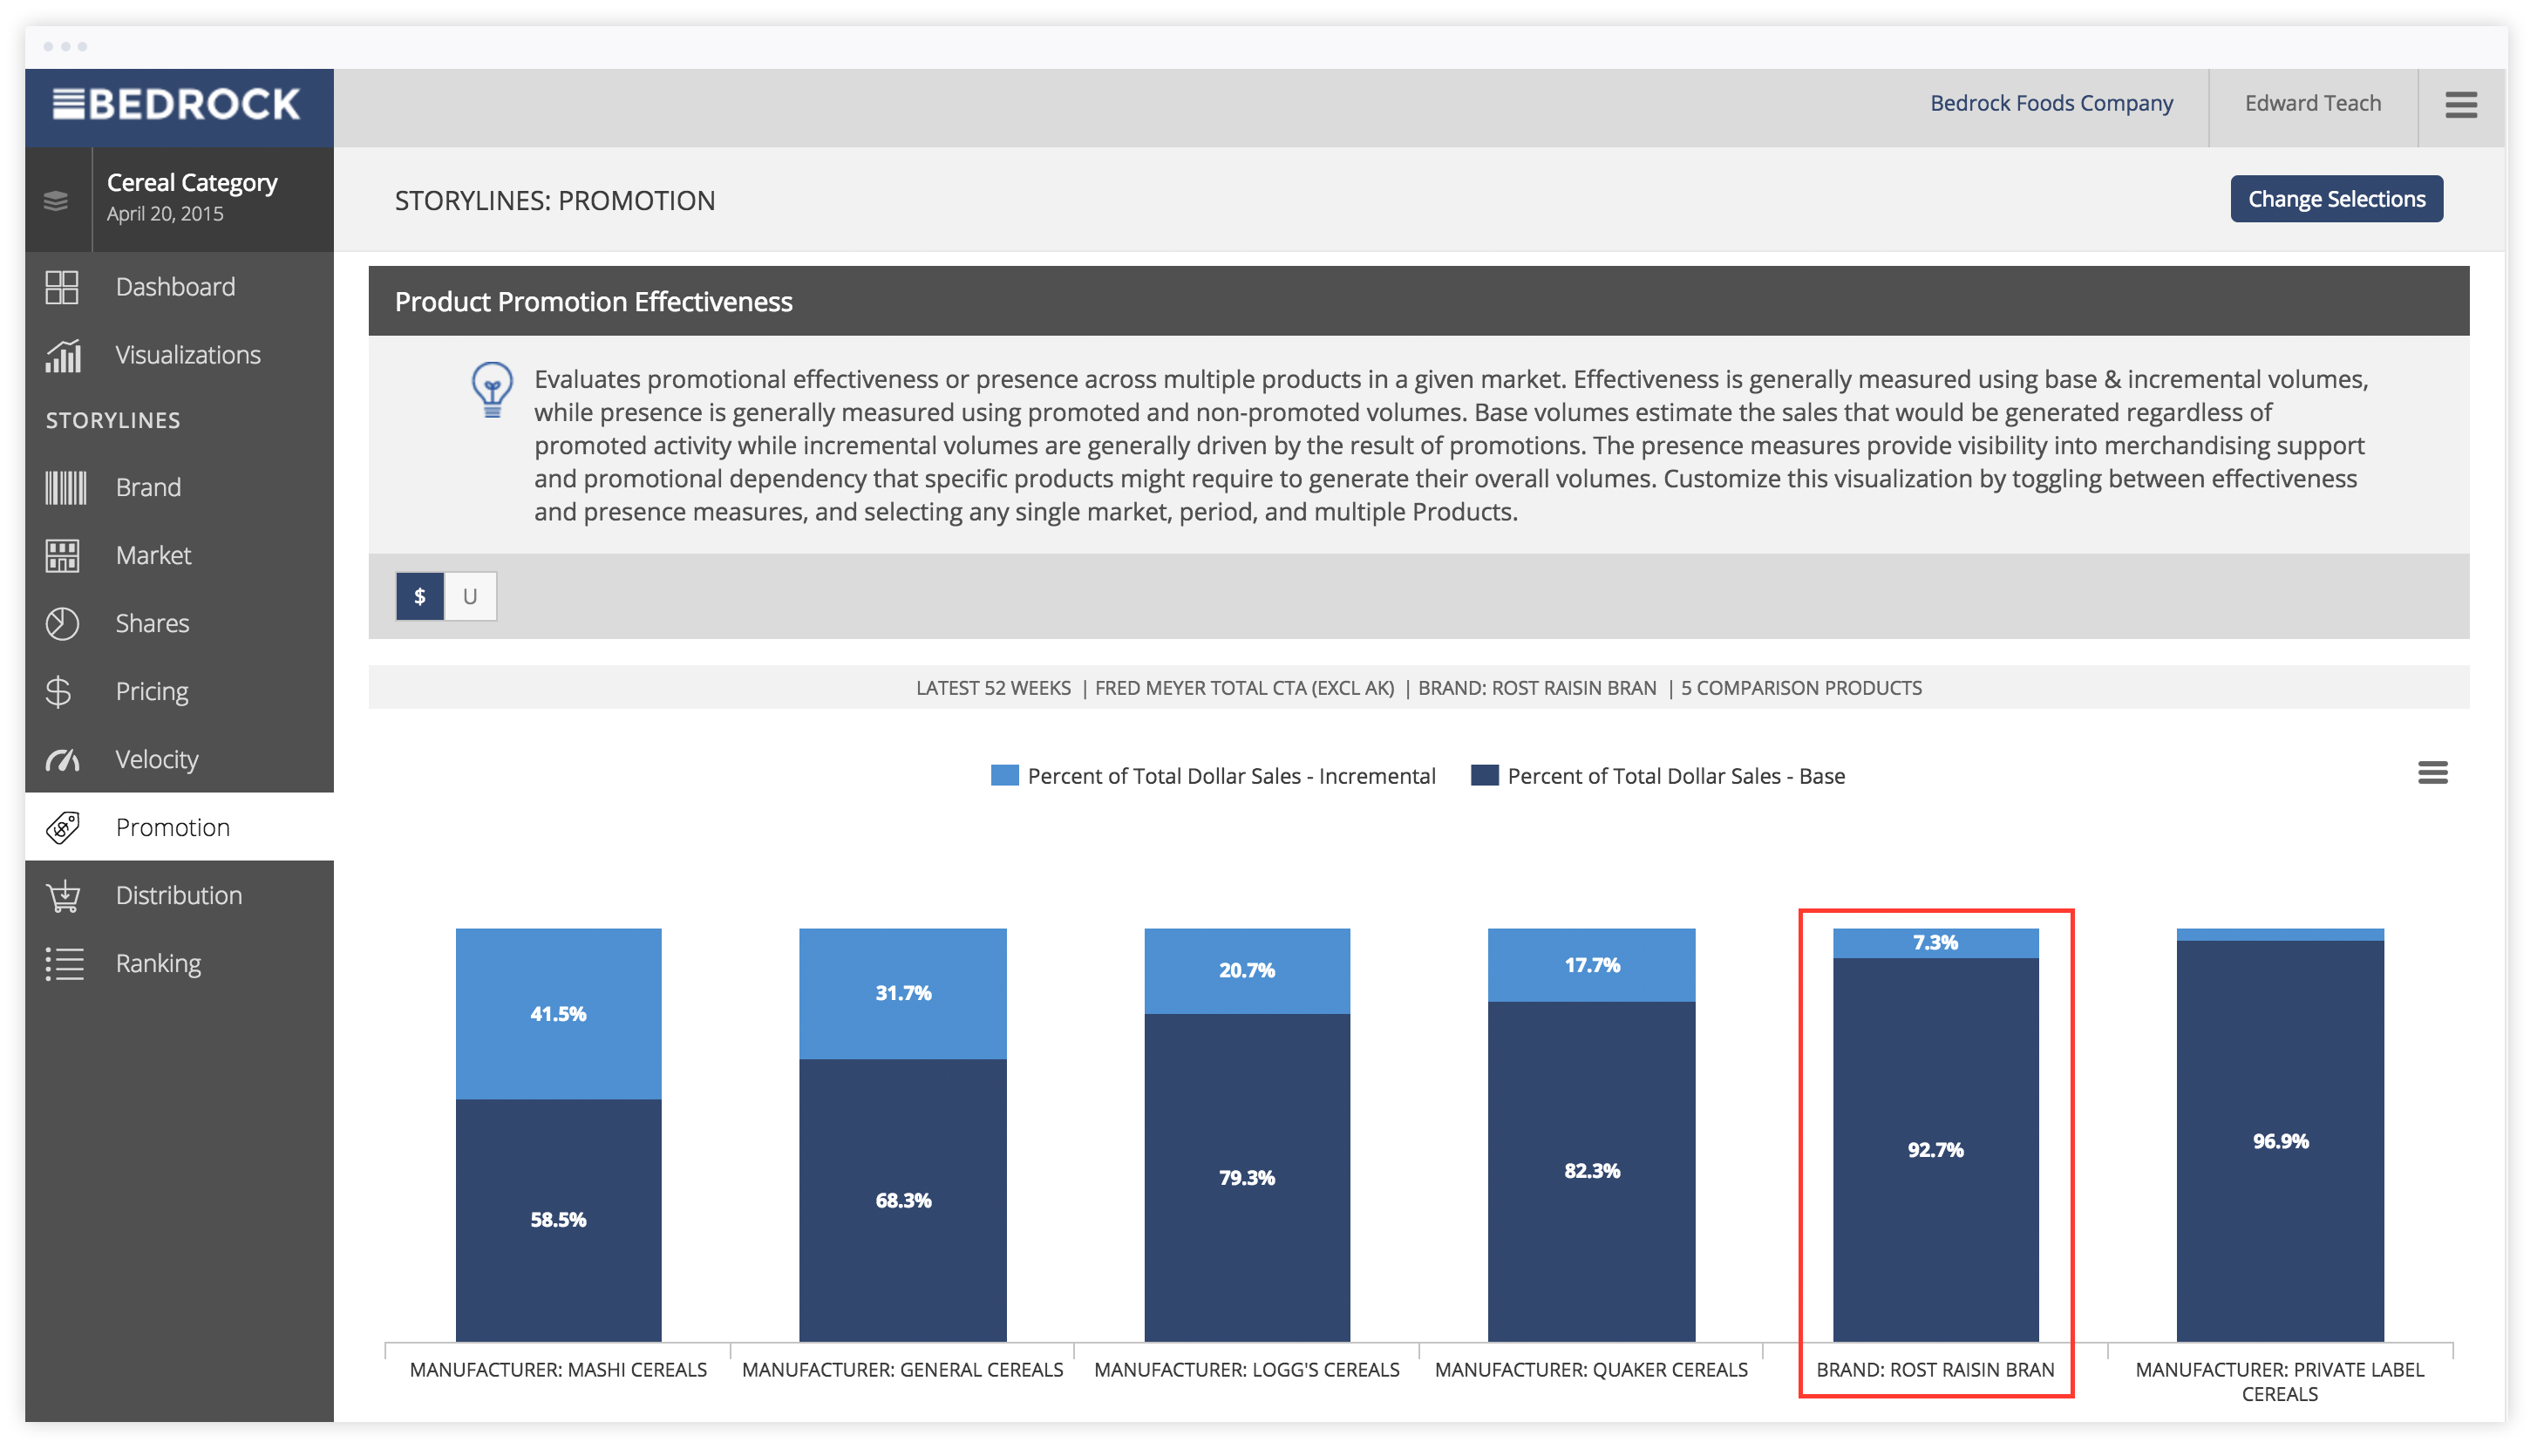 BEDROCK
Bedrock Foods Company
Edward Teach
Cereal Category
April 20, 2015
STORYLINES: PROMOTION
Change Selections
Dashboard
Visualizations
STORYLINES
Brand
Market
Shares
Pricing
Velocity
Promotion
Distribution
Ranking
Product Promotion Effectiveness
Evaluates promotional effectiveness or presence across multiple products in a given market. Effectiveness is generally measured using base & incremental volumes,
while presence is generally measured using promoted and non-promoted volumes. Base volumes estimate the sales that would be generated regardless of
promoted activity while incremental volumes are generally driven by the result of promotions. The presence measures provide visibility into merchandising support
and promotional dependency that specific products might require to generate their overall volumes. Customize this visualization by toggling between effectiveness
and presence measures, and selecting any single market, period, and multiple Products.
$ U
LATEST 52 WEEKS | FRED MEYER TOTAL CTA (EXCL AK) | BRAND: ROST RAISIN BRAN | 5 COMPARISON PRODUCTS
Percent of Total Dollar Sales - Incremental
Percent of Total Dollar Sales - Base
41.5%
58.5%
MANUFACTURER: MASHI CEREALS
31.7%
68.3%
MANUFACTURER: GENERAL CEREALS
20.7%
79.3%
MANUFACTURER: LOGG'S CEREALS
17.7%
82.3%
MANUFACTURER: QUAKER CEREALS
7.3%
92.7%
BRAND: ROST RAISIN BRAN
96.9%
MANUFACTURER: PRIVATE LABEL
CEREALS